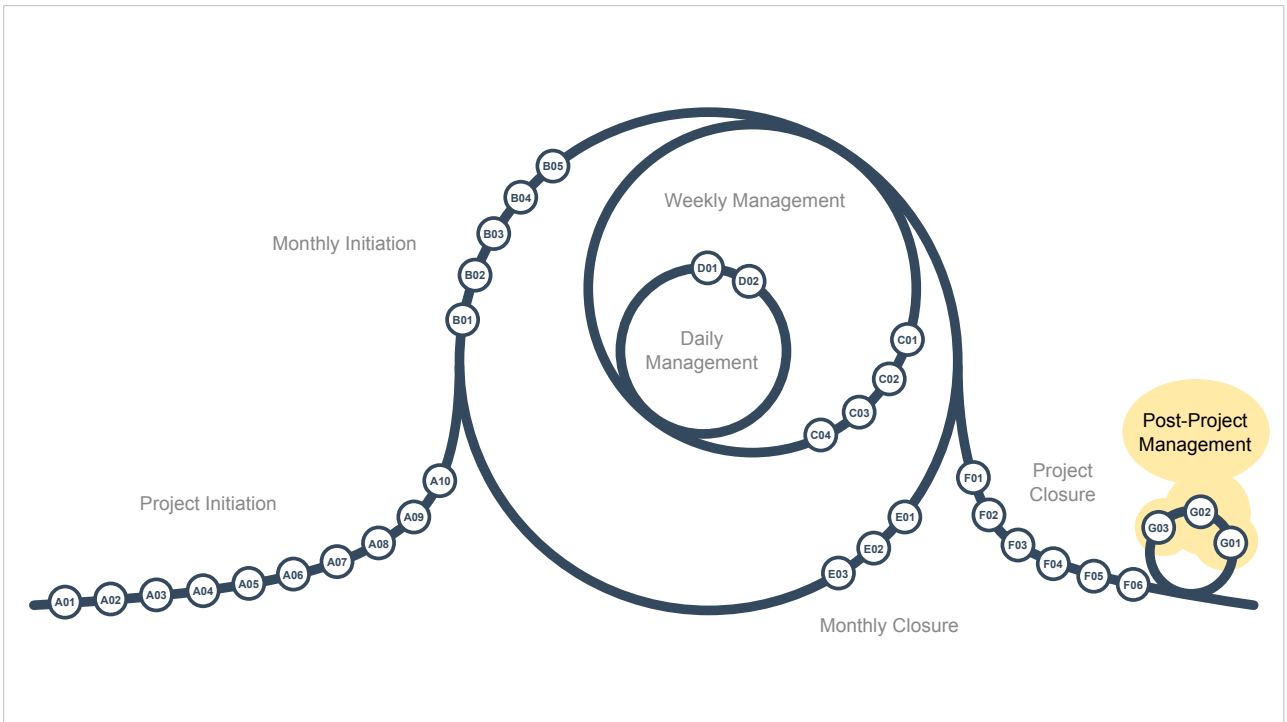 B05
B04
Weekly Management
B03
Monthly Initiation
D01
B02
D02
B01
Daily
Management
C01
C02
C03
Post-Project
Management
C04
Project
Closure
F01
A10
Project Initiation
G02
F02
E01
A09
G03
G01
A08
F03
E02
A07
F04
E03
A06
F05
A05
F06
A04
A03
A02
A01
Monthly Closure